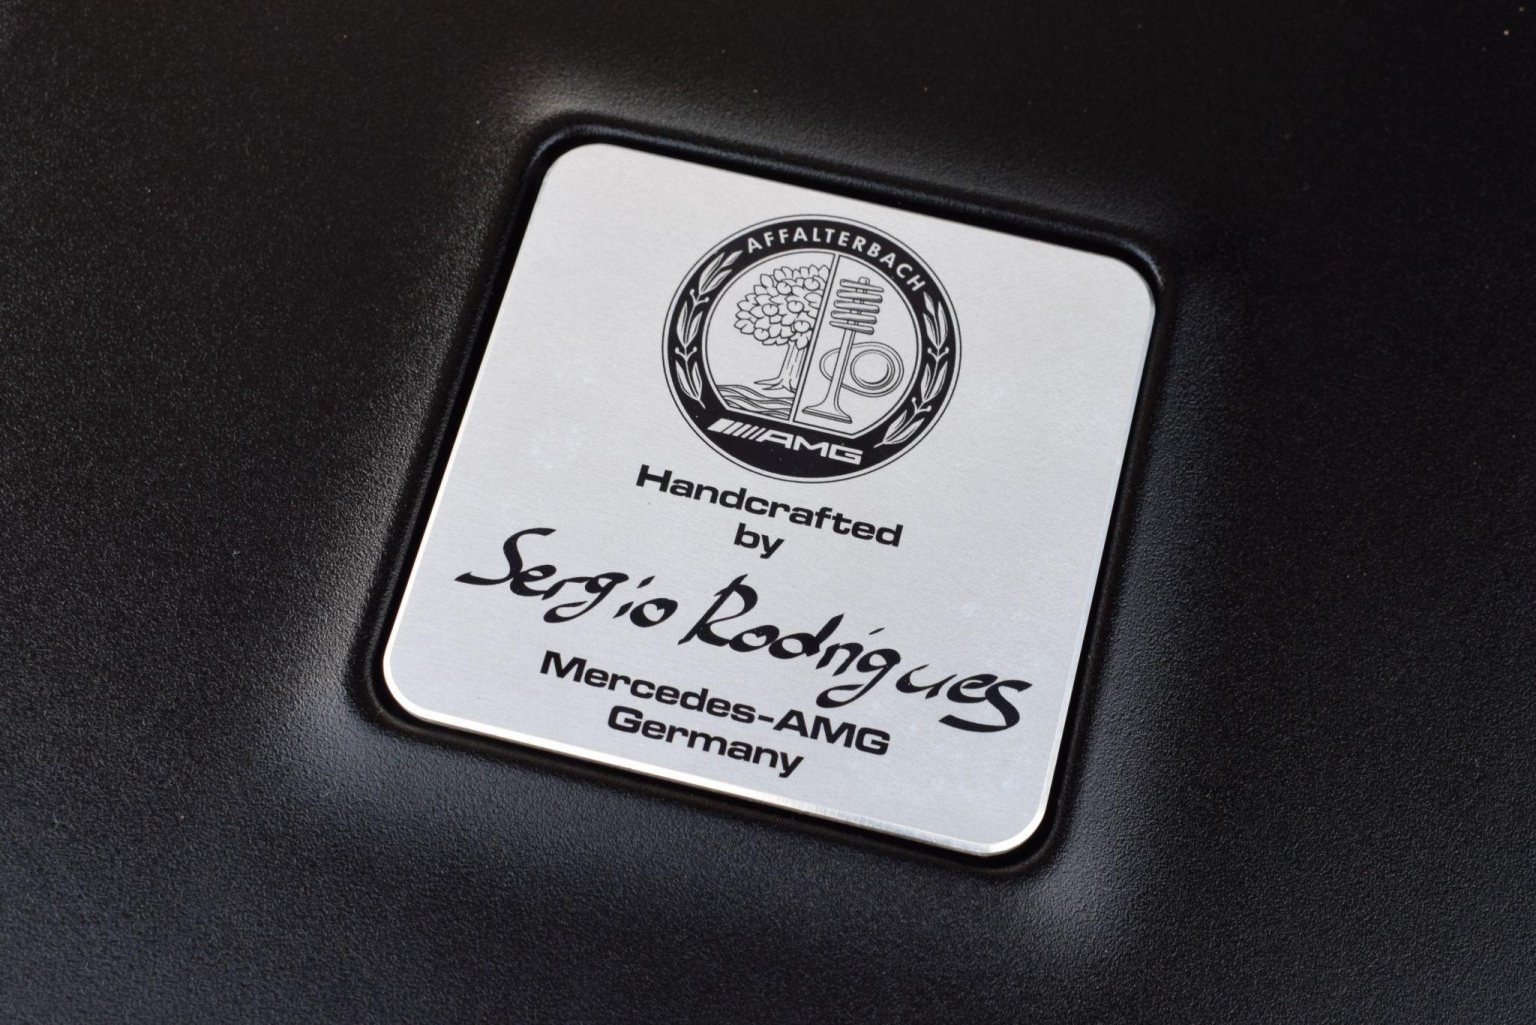 AFFALTERBACH
AMG
Handcrafted
by
Sergio Rodrigues
Mercedes-AMG
Germany